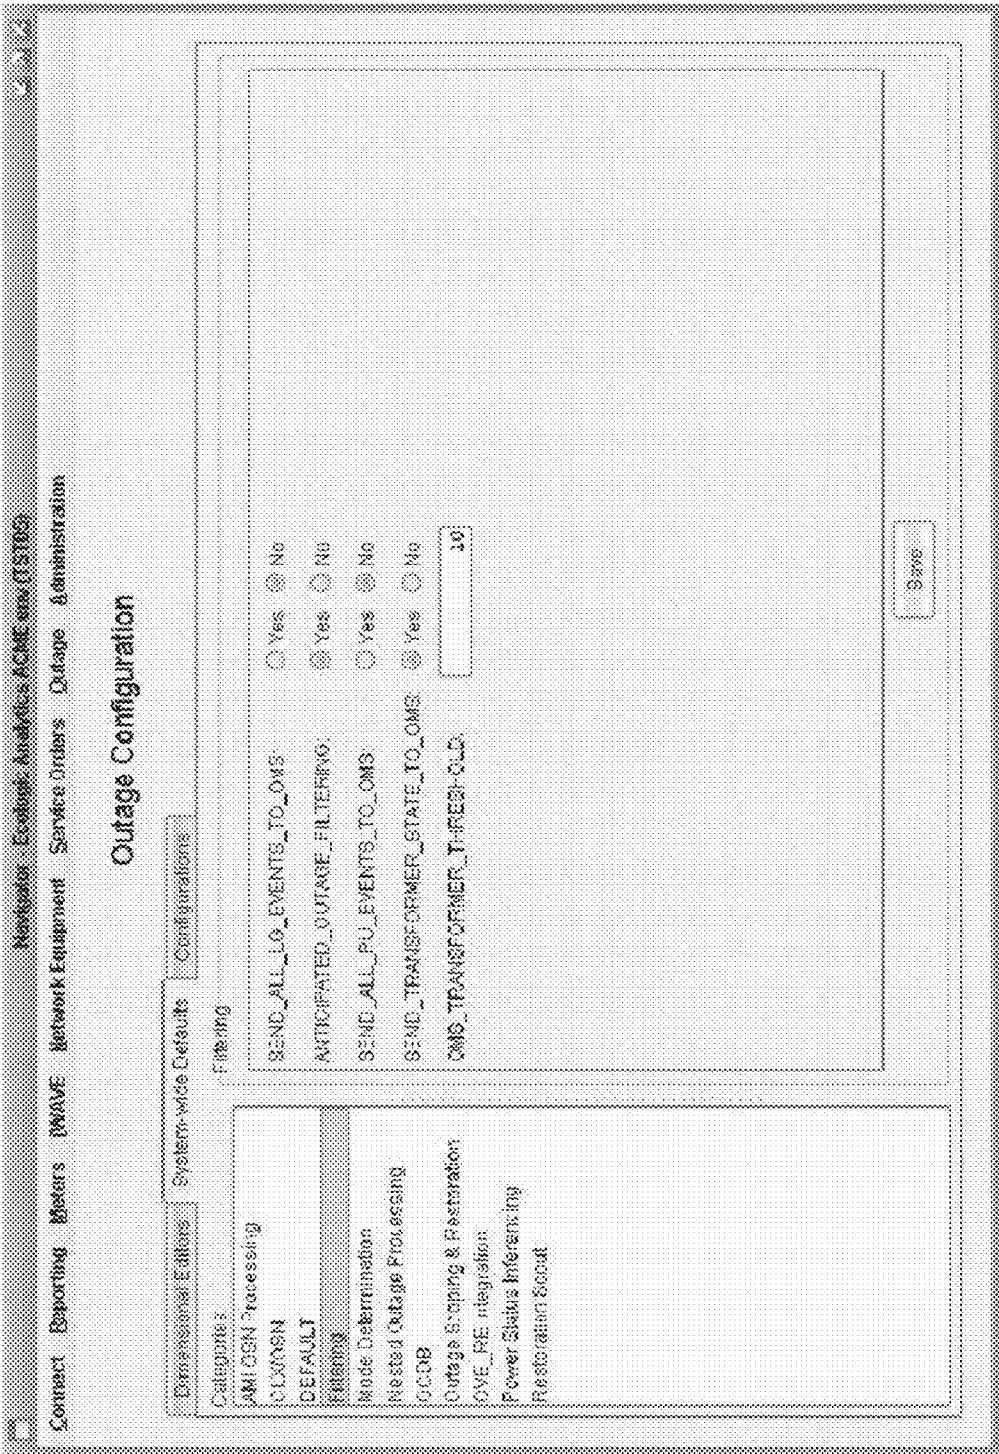 Navigator - Ecologic Analytics ACME env (TST05)
Connect Reporting Meters DWAVE Network Equipment Service Orders Outage Administration
Outage Configuration
Dimensional Editors System-wide Defaults Configurations
Categories
AMI OSN Processing
DEFAULT
Filtering
Mode Determination
Nested Outage Processing
OCDB
Outage Scoping & Restoration
OVE_RE Integration
Power Status Inferencing
Restoration Scout
Filtering
SEND_ALL_LG_EVENTS_TO_OMS: Yes No
ANTICIPATED_OUTAGE_FILTERING: Yes No
SEND_ALL_PU_EVENTS_TO_OMS: Yes No
SEND_TRANSFORMER_STATE_TO_OMS: Yes No
OMS_TRANSFORMER_THRESHOLD: 10
Save